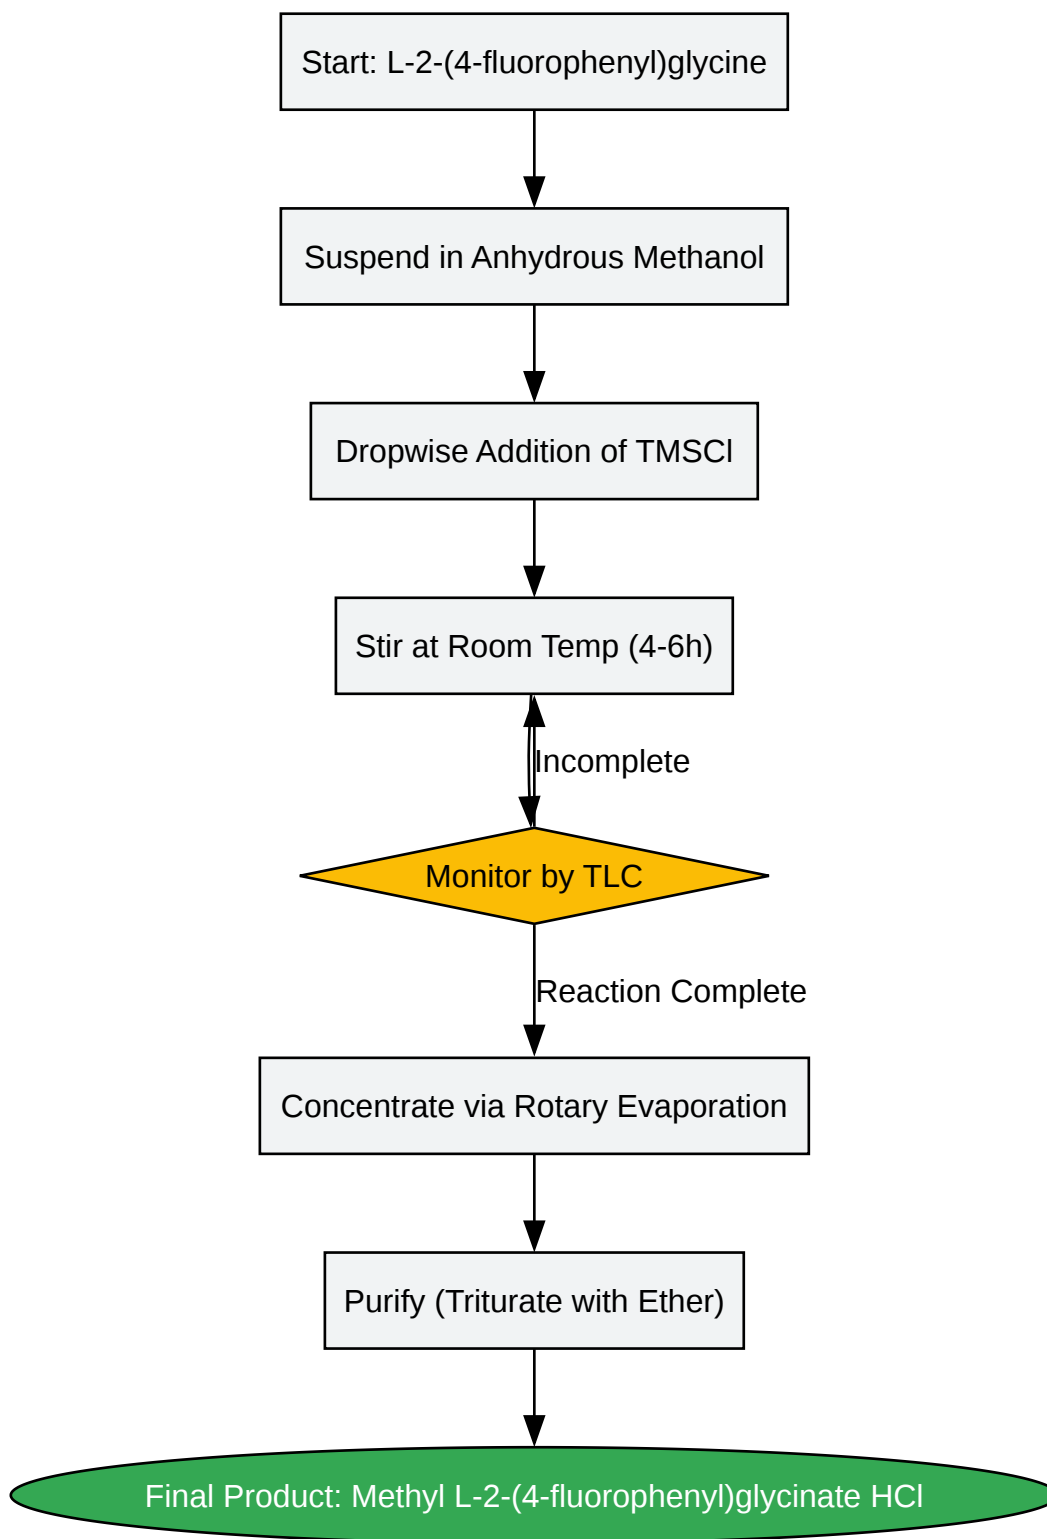 Start: L-2-(4-fluorophenyl)glycine
Suspend in Anhydrous Methanol
Dropwise Addition of TMSCl
Stir at Room Temp (4-6h)
Incomplete
Monitor by TLC
Reaction Complete
Concentrate via Rotary Evaporation
Purify (Triturate with Ether)
Final Product: Methyl L-2-(4-fluorophenyl)glycinate HCl